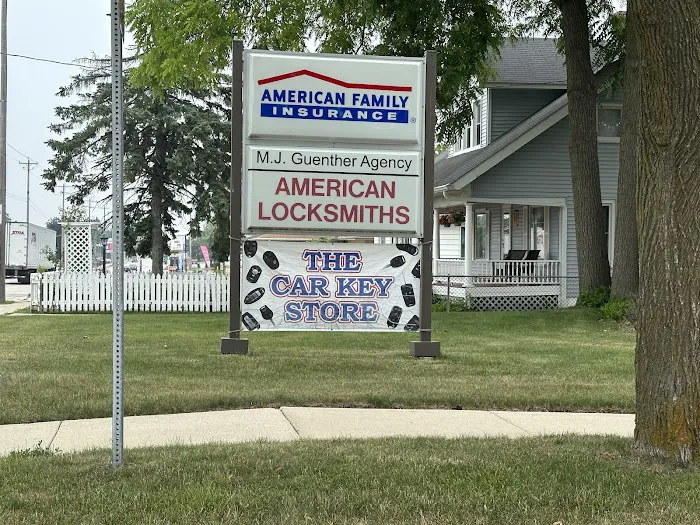 AMERICAN FAMILY
INSURANCE ®
M.J. Guenther Agency
AMERICAN
LOCKSMITHS
THE
CAR KEY
STORE